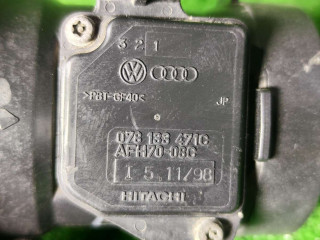 3 2 1
>PBT-GF40<
JP
078 133 471C
AFH70-08C
I 5.11/98
HITACHI